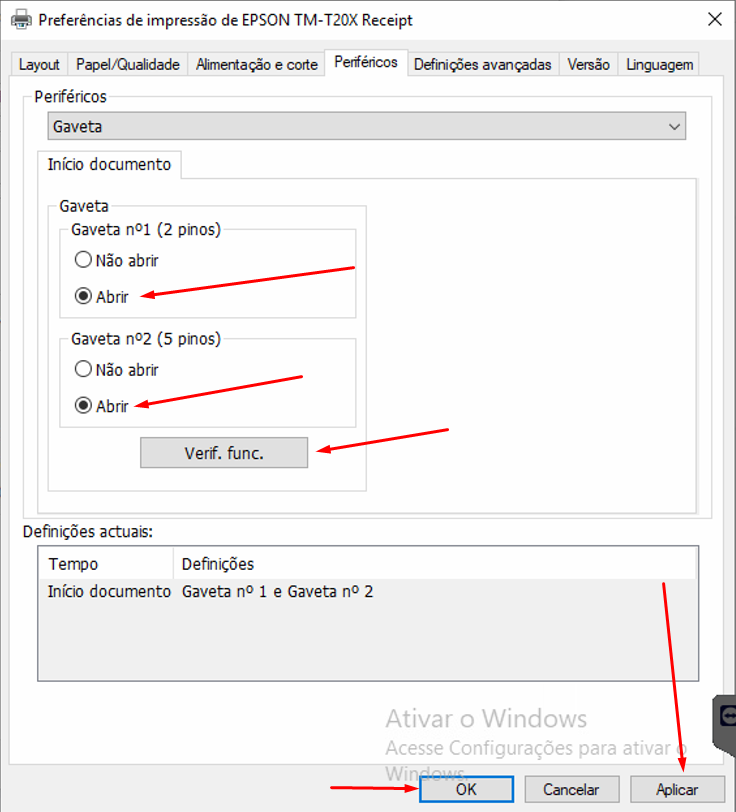 Preferências de impressão de EPSON TM-T20X Receipt
Layout Papel/Qualidade Alimentação e corte Periféricos Definições avançadas Versão Linguagem
Periféricos
Gaveta
Início documento
Gaveta
Gaveta nº1 (2 pinos)
Não abrir
Abrir
Gaveta nº2 (5 pinos)
Não abrir
Abrir
Verif. func.
Definições actuais:
Tempo Definições
Início documento Gaveta nº 1 e Gaveta nº 2
Ativar o Windows
Acesse Configurações para ativar o
Windows.
OK Cancelar Aplicar